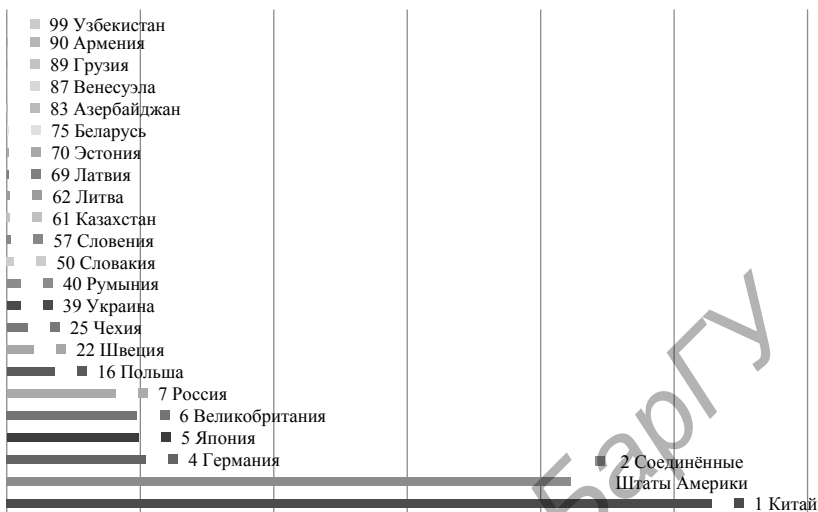 99 Узбекистан
90 Армения
89 Грузия
87 Венесуэла
83 Азербайджан
75 Беларусь
70 Эстония
69 Латвия
62 Литва
61 Казахстан
57 Словения
50 Словакия
40 Румыния
39 Украина
25 Чехия
22 Швеция
16 Польша
7 Россия
6 Великобритания
5 Япония
4 Германия
2 Соединённые
Штаты Америки
1 Китай
БарГУ